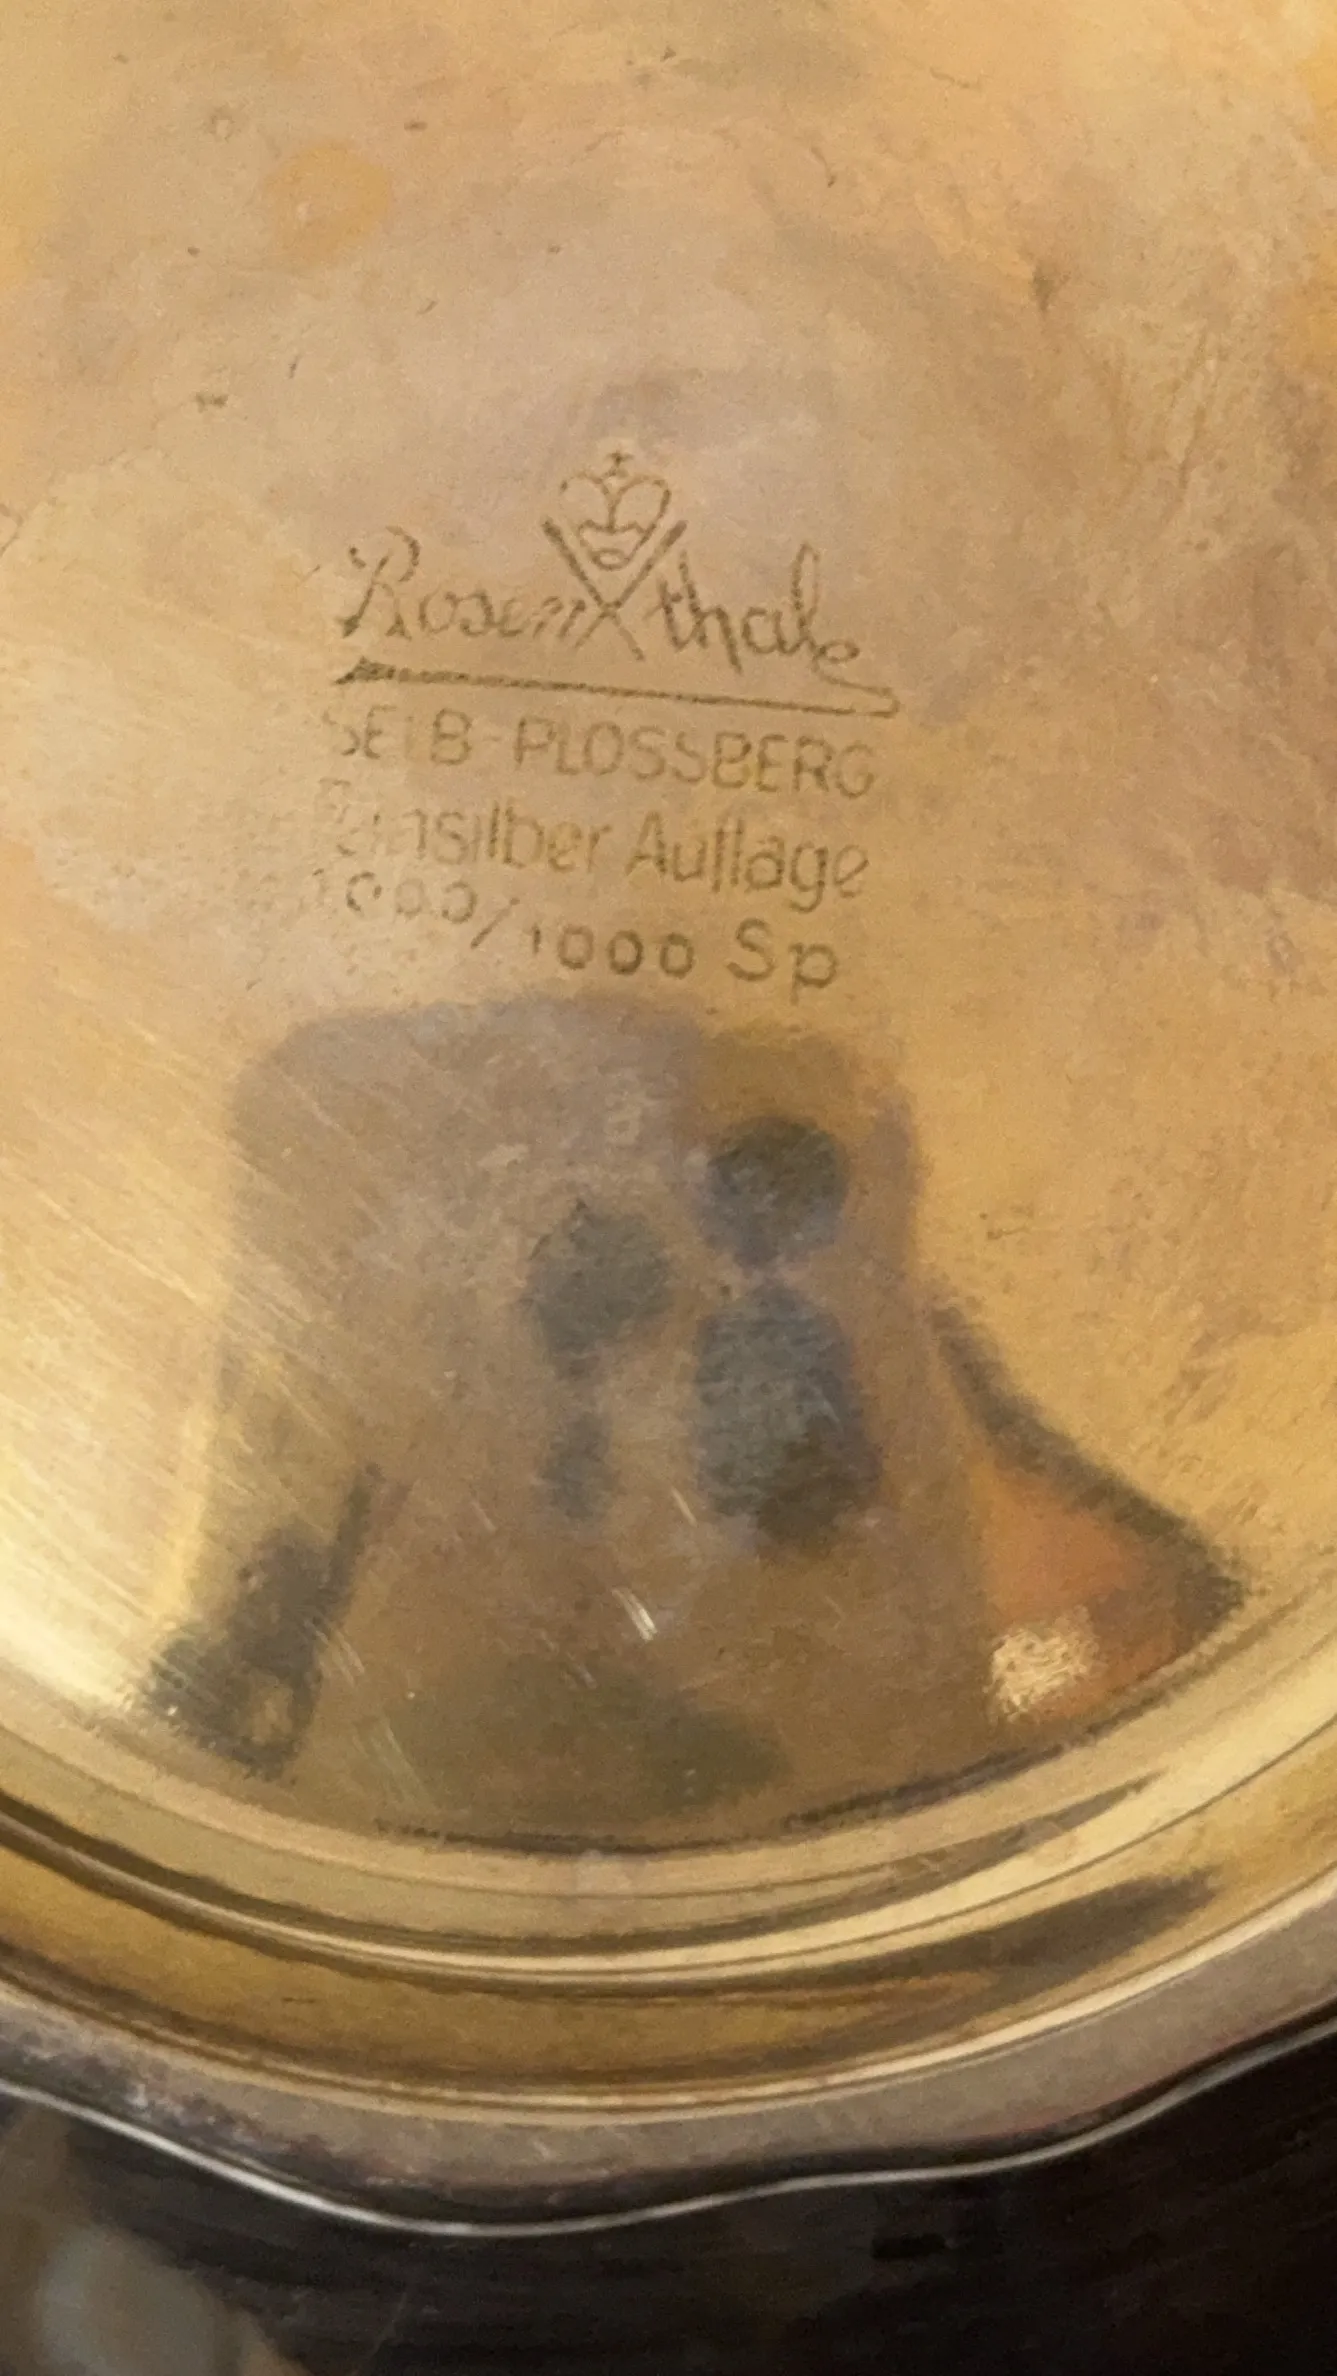 Rosenthal
SELB-PLOSSBERG
Feinsilber Auflage
1000/1000 Sp